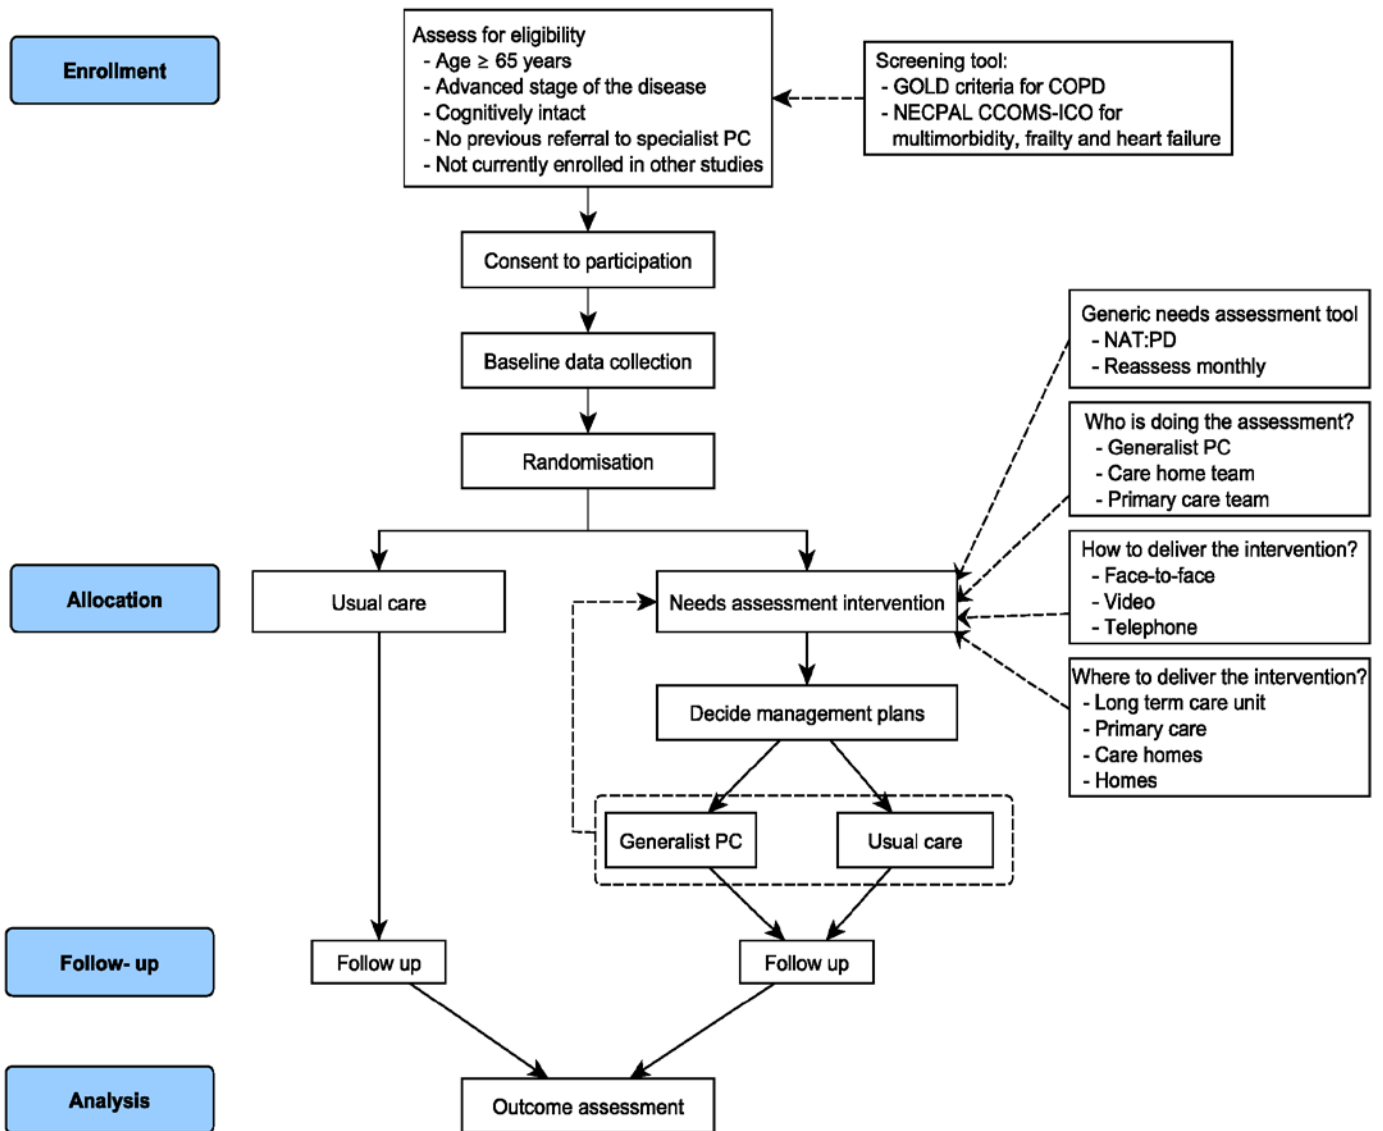 Enrollment
Assess for eligibility
- Age ≥ 65 years
- Advanced stage of the disease
- Cognitively intact
- No previous referral to specialist PC
- Not currently enrolled in other studies
Screening tool:
- GOLD criteria for COPD
- NECPAL CCOMS-ICO for
multimorbidity, frailty and heart failure
Consent to participation
Baseline data collection
Randomisation
Generic needs assessment tool
- NAT:PD
- Reassess monthly
Who is doing the assessment?
- Generalist PC
- Care home team
- Primary care team
How to deliver the intervention?
- Face-to-face
- Video
- Telephone
Where to deliver the intervention?
- Long term care unit
- Primary care
- Care homes
- Homes
Allocation
Usual care
Needs assessment intervention
Decide management plans
Generalist PC
Usual care
Follow- up
Follow up
Follow up
Analysis
Outcome assessment